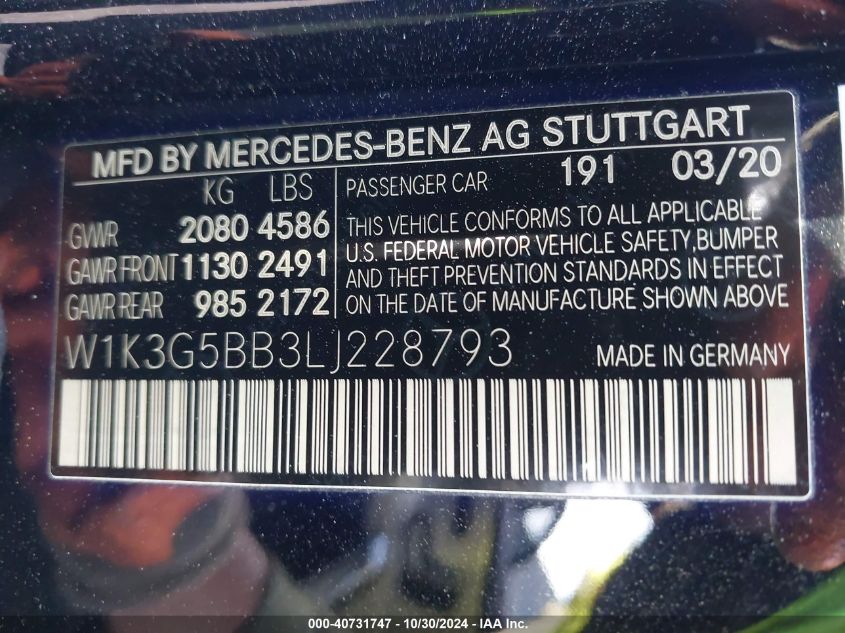 MFD BY MERCEDES-BENZ AG STUTTGART
KG LBS PASSENGER CAR 191 03/20
GVWR 2080 4586
GAWR FRONT 1130 2491
GAWR REAR 985 2172
THIS VEHICLE CONFORMS TO ALL APPLICABLE
U.S. FEDERAL MOTOR VEHICLE SAFETY,BUMPER
AND THEFT PREVENTION STANDARDS IN EFFECT
ON THE DATE OF MANUFACTURE SHOWN ABOVE
W1K3G5BB3LJ228793 MADE IN GERMANY
000-40731747 - 10/30/2024 - IAA Inc.